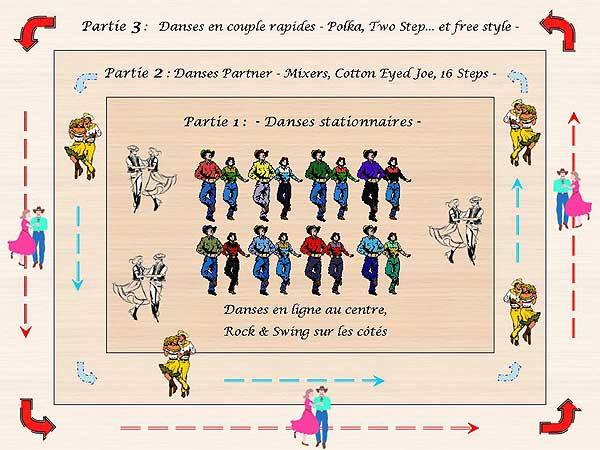 Partie 3 : Danses en couple rapides - Polka, Two Step... et free style -
Partie 2 : Danses Partner - Mixers, Cotton Eyed Joe, 16 Steps -
Partie 1 : - Danses stationnaires -
Danses en ligne au centre,
Rock & Swing sur les côtés